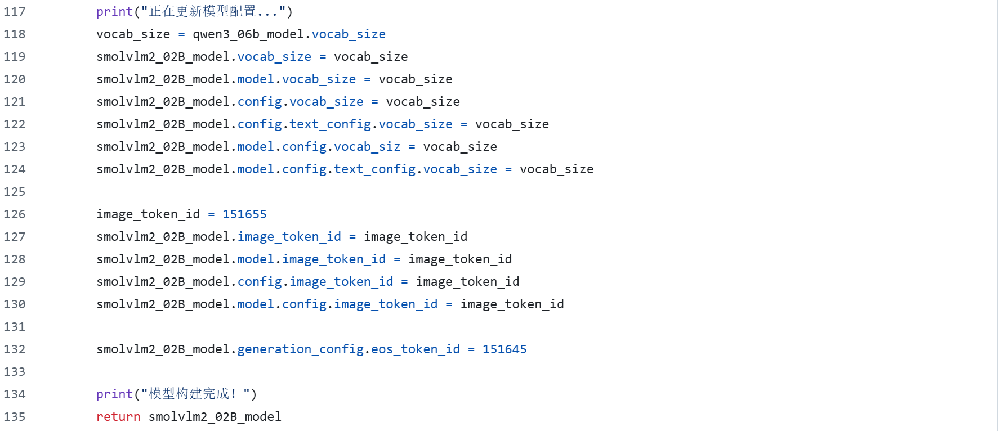 117 print("正在更新模型配置...")
118 vocab_size = qwen3_06b_model.vocab_size
119 smolvlm2_02B_model.vocab_size = vocab_size
120 smolvlm2_02B_model.model.vocab_size = vocab_size
121 smolvlm2_02B_model.config.vocab_size = vocab_size
122 smolvlm2_02B_model.config.text_config.vocab_size = vocab_size
123 smolvlm2_02B_model.model.config.vocab_siz = vocab_size
124 smolvlm2_02B_model.model.config.text_config.vocab_size = vocab_size
125
126 image_token_id = 151655
127 smolvlm2_02B_model.image_token_id = image_token_id
128 smolvlm2_02B_model.model.image_token_id = image_token_id
129 smolvlm2_02B_model.config.image_token_id = image_token_id
130 smolvlm2_02B_model.model.config.image_token_id = image_token_id
131
132 smolvlm2_02B_model.generation_config.eos_token_id = 151645
133
134 print("模型构建完成！")
135 return smolvlm2_02B_model